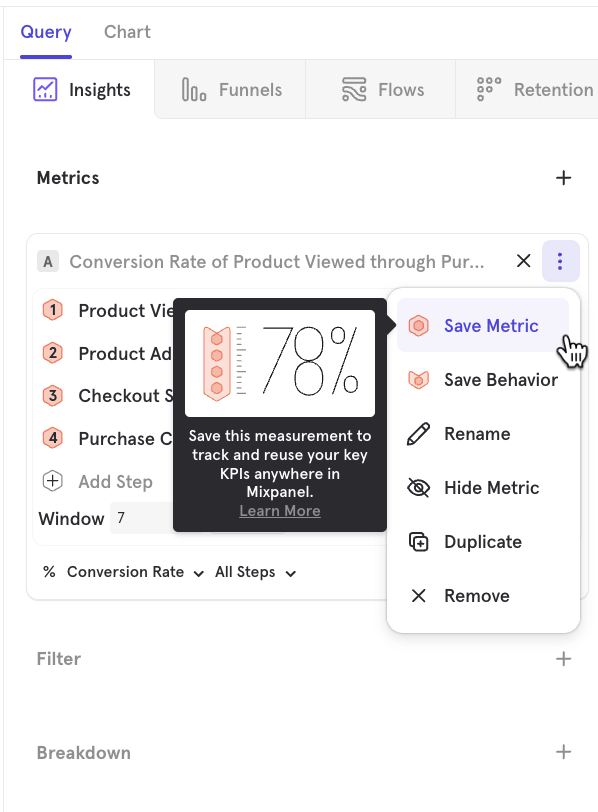 Query Chart
Insights Funnels Flows Retention
Metrics
A Conversion Rate of Product Viewed through Pur...
1 Product Vie
2 Product Ad
3 Checkout S
4 Purchase C
Add Step
Window 7
% Conversion Rate All Steps
78%
Save this measurement to
track and reuse your key
KPIs anywhere in
Mixpanel.
Learn More
Save Metric
Save Behavior
Rename
Hide Metric
Duplicate
Remove
Filter
Breakdown